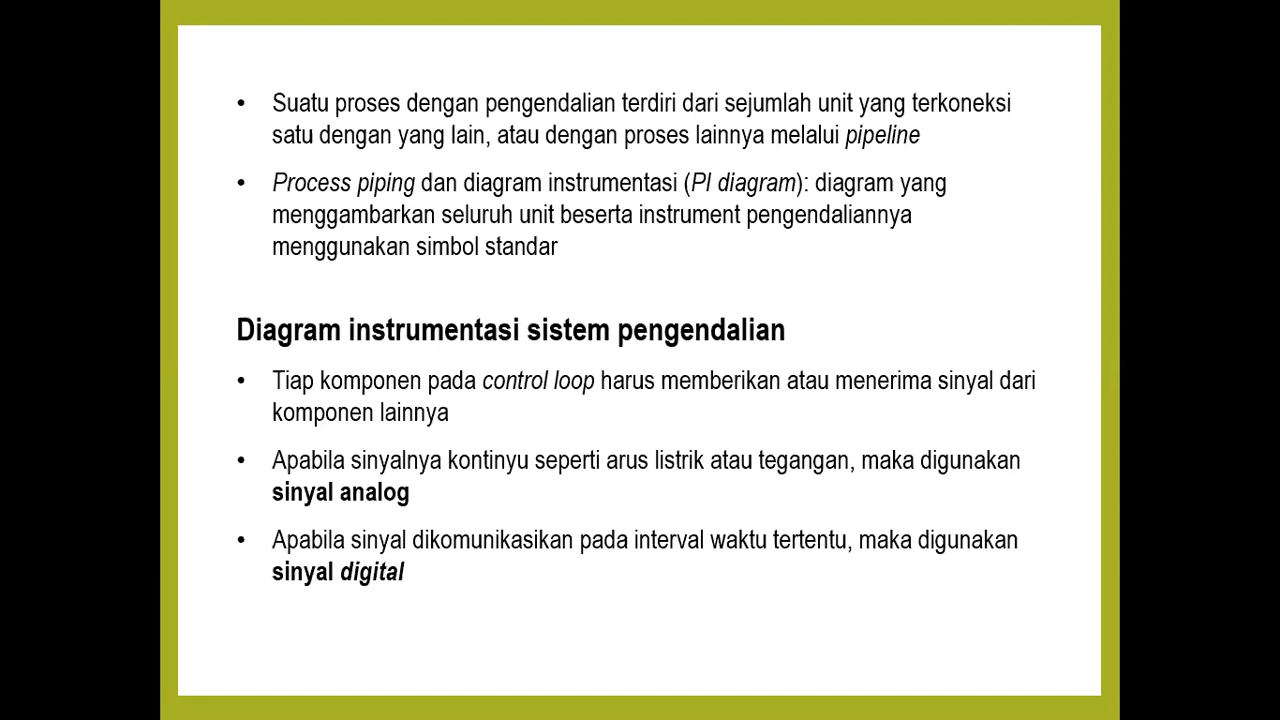 • Suatu proses dengan pengendalian terdiri dari sejumlah unit yang terkoneksi
satu dengan yang lain, atau dengan proses lainnya melalui pipeline
• Process piping dan diagram instrumentasi (PI diagram): diagram yang
menggambarkan seluruh unit beserta instrument pengendaliannya
menggunakan simbol standar
Diagram instrumentasi sistem pengendalian
• Tiap komponen pada control loop harus memberikan atau menerima sinyal dari
komponen lainnya
• Apabila sinyalnya kontinyu seperti arus listrik atau tegangan, maka digunakan
sinyal analog
• Apabila sinyal dikomunikasikan pada interval waktu tertentu, maka digunakan
sinyal digital